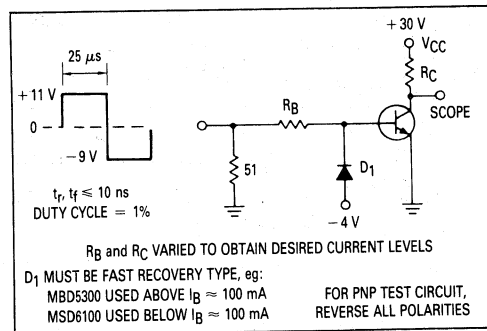 +30 V
VCC
RC
SCOPE
25 μs
+11 V
0
−9 V
tr, tf ≤ 10 ns
DUTY CYCLE = 1%
RB
51
D1
−4 V
RB and RC VARIED TO OBTAIN DESIRED CURRENT LEVELS
D1 MUST BE FAST RECOVERY TYPE, eg:
MBD5300 USED ABOVE IB ≈ 100 mA
MSD6100 USED BELOW IB ≈ 100 mA
FOR PNP TEST CIRCUIT,
REVERSE ALL POLARITIES